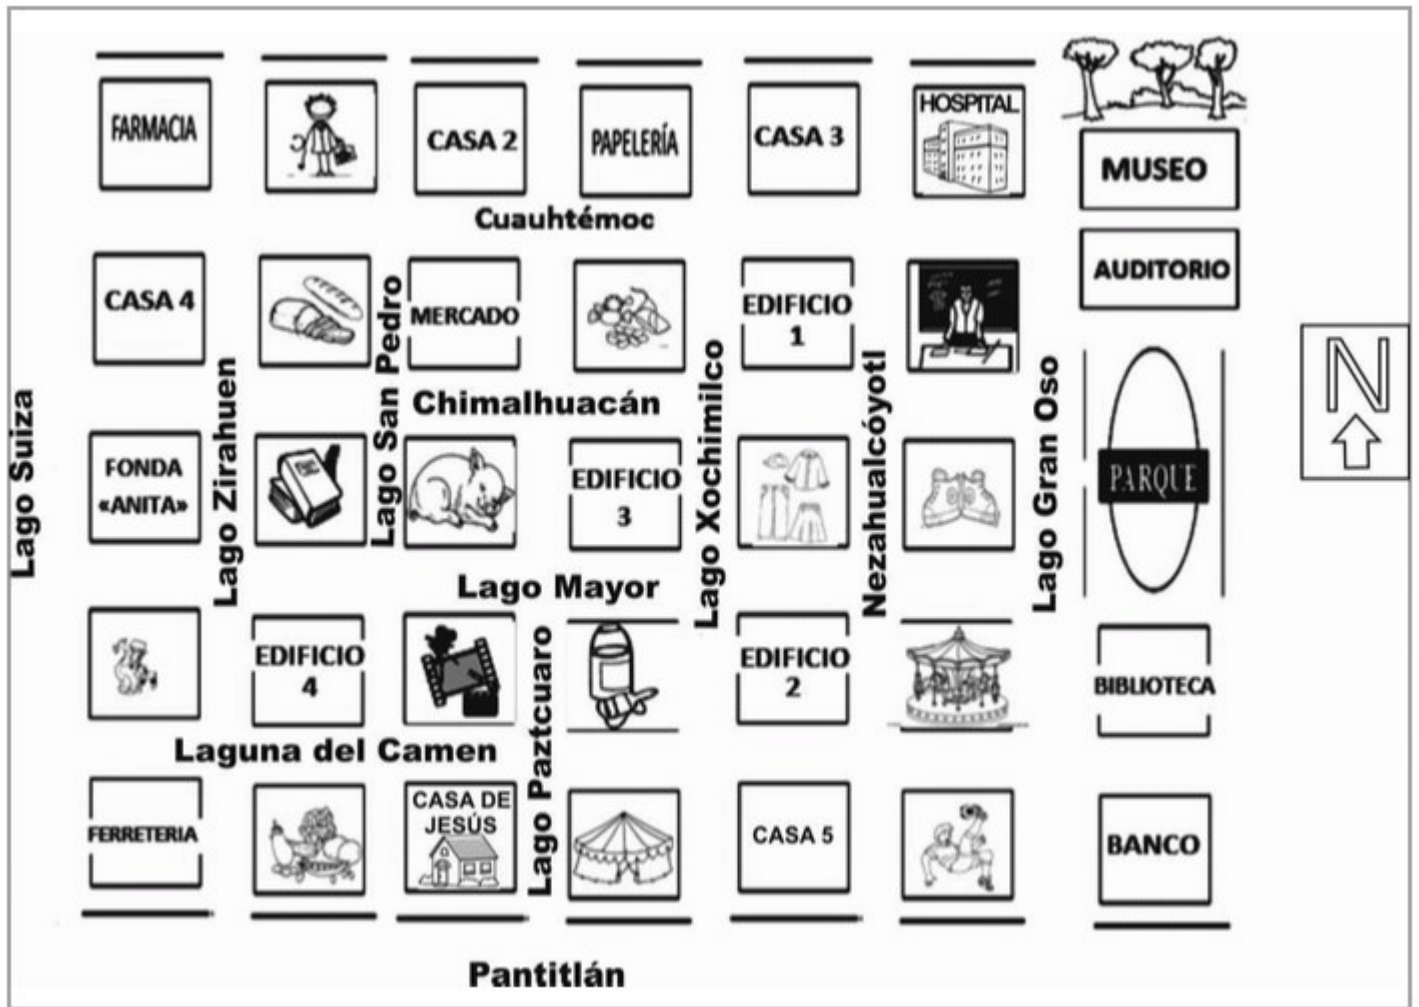 FARMACIA
CASA 2
PAPELERÍA
CASA 3
HOSPITAL
MUSEO
Cuauhtémoc
AUDITORIO
CASA 4
MERCADO
EDIFICIO
1
Lago San Pedro
Chimalhuacán
N
Lago Suiza
Lago Zirahuen
Lago Xochimilco
Nezahualcóyotl
Lago Gran Oso
FONDA
«ANITA»
EDIFICIO
3
PARQUE
Lago Mayor
EDIFICIO
4
EDIFICIO
2
BIBLIOTECA
Laguna del Camen
Lago Paztcuaro
FERRETERIA
CASA DE
JESÚS
CASA 5
BANCO
Pantitlán